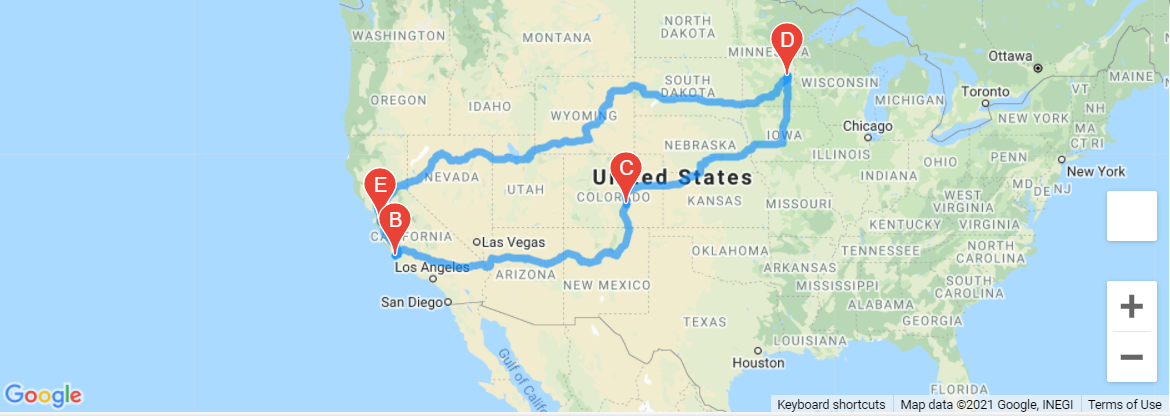 WASHINGTON
NORTH
DAKOTA
MONTANA
D
MINNESOTA
Ottawa
MAINE
OREGON
IDAHO
SOUTH
DAKOTA
WISCONSIN
MICHIGAN
Toronto
VT
NH
WYOMING
NEW YORK
MA
CT RI
Chicago
IOWA
NEBRASKA
ILLINOIS
OHIO
PENN
New York
NEVADA
UTAH
C
United States
COLORADO
KANSAS
MISSOURI
INDIANA
MD
DE
NJ
WEST
VIRGINIA
KENTUCKY
VIRGINIA
E
B
CALIFORNIA
Las Vegas
OKLAHOMA
TENNESSEE
NORTH
CAROLINA
Los Angeles
ARIZONA
NEW MEXICO
ARKANSAS
MISSISSIPPI
SOUTH
CAROLINA
San Diego
ALABAMA
GEORGIA
TEXAS
LOUISIANA
Houston
Gulf of Califo
FLORIDA
+
−
Google
Keyboard shortcuts
Map data ©2021 Google, INEGI
Terms of Use